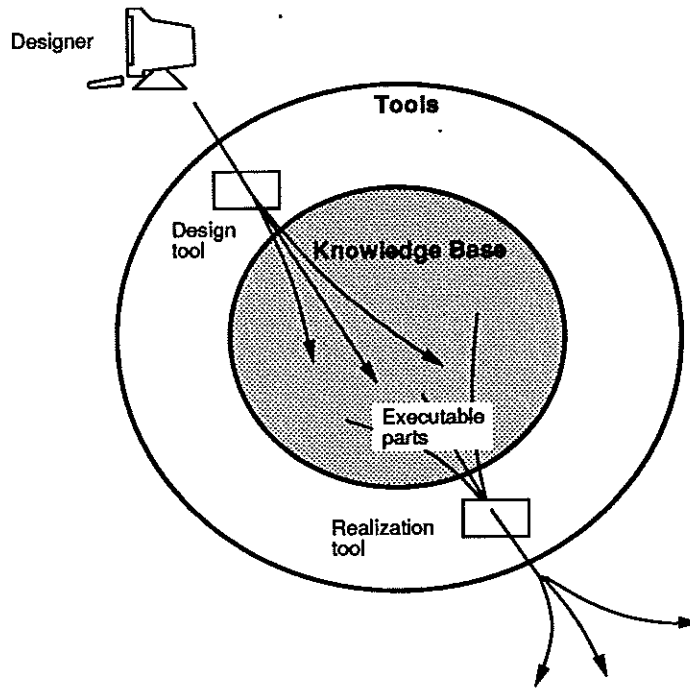 Designer
Tools
Design
tool
Knowledge Base
Executable
parts
Realization
tool